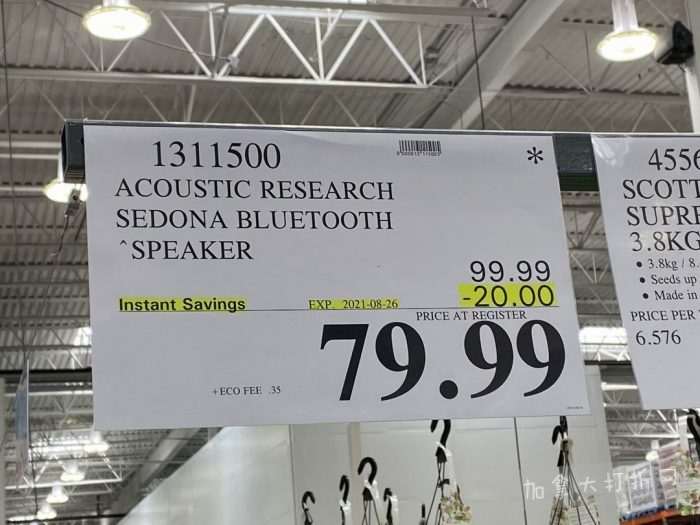 1311500 *
ACOUSTIC RESEARCH
SEDONA BLUETOOTH
^SPEAKER
99.99
Instant Savings EXP. 2021-08-26 -20.00
PRICE AT REGISTER
79.99
+ECO FEE .35
4556
SCOTT
SUPRE
3.8KG
• 3.8kg / 8.
• Seeds up
• Made in
PRICE PER
6.576
加拿大打折